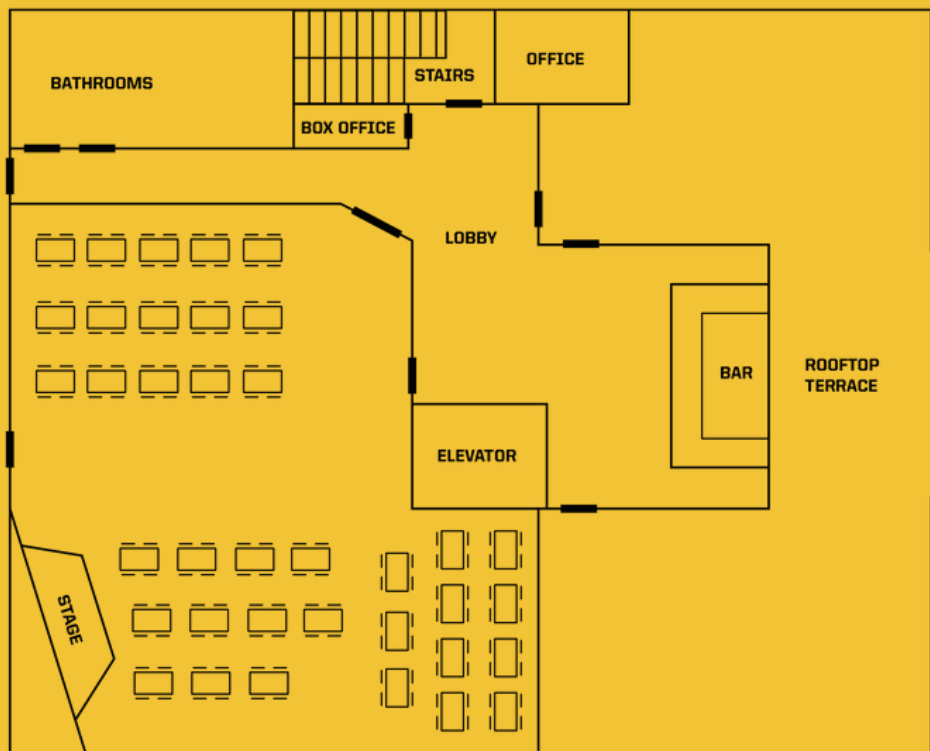 OFFICE
STAIRS
BATHROOMS
BOX OFFICE
LOBBY
BAR
ROOFTOP
TERRACE
ELEVATOR
STAGE